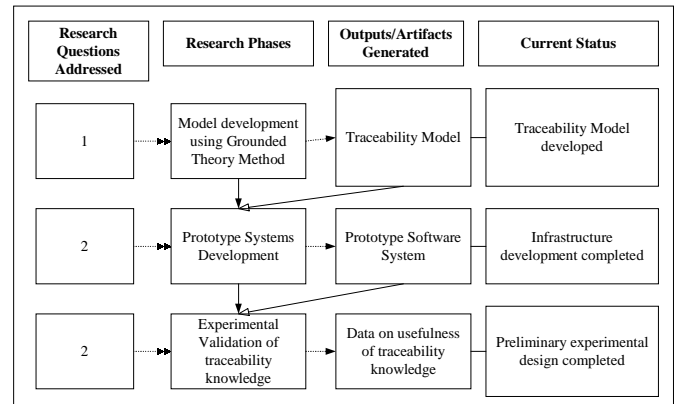 Research
Questions
Addressed
Research Phases
Outputs/Artifacts
Generated
Current Status
1
Model development
using Grounded
Theory Method
Traceability Model
Traceability Model
developed
2
Prototype Systems
Development
Prototype Software
System
Infrastructure
development completed
2
Experimental
Validation of
traceability
knowledge
Data on usefulness
of traceability
knowledge
Preliminary experimental
design completed